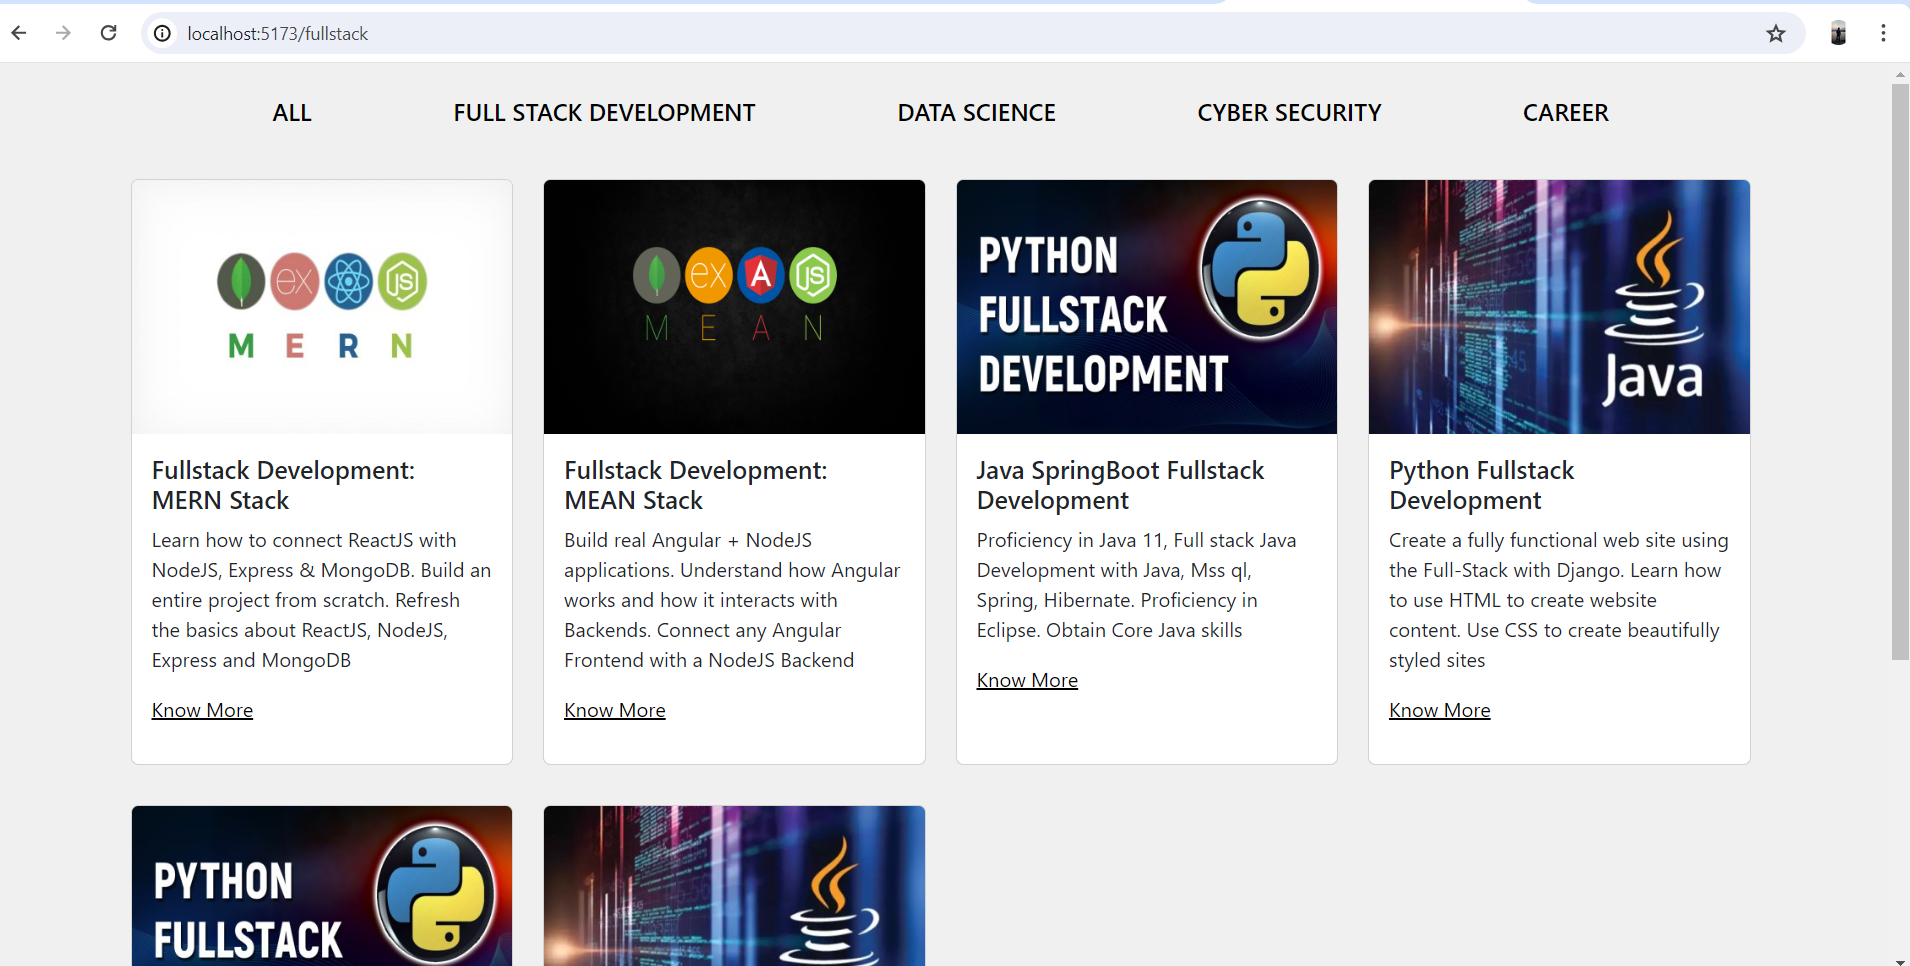 localhost:5173/fullstack
ALL FULL STACK DEVELOPMENT DATA SCIENCE CYBER SECURITY CAREER
ex JS
M E R N
Fullstack Development:
MERN Stack
Learn how to connect ReactJS with
NodeJS, Express & MongoDB. Build an
entire project from scratch. Refresh
the basics about ReactJS, NodeJS,
Express and MongoDB
Know More
ex A JS
M E A N
Fullstack Development:
MEAN Stack
Build real Angular + NodeJS
applications. Understand how Angular
works and how it interacts with
Backends. Connect any Angular
Frontend with a NodeJS Backend
Know More
PYTHON
FULLSTACK
DEVELOPMENT
Java SpringBoot Fullstack
Development
Proficiency in Java 11, Full stack Java
Development with Java, Mss ql,
Spring, Hibernate. Proficiency in
Eclipse. Obtain Core Java skills
Know More
Java
Python Fullstack
Development
Create a fully functional web site using
the Full-Stack with Django. Learn how
to use HTML to create website
content. Use CSS to create beautifully
styled sites
Know More
PYTHON
FULLSTACK